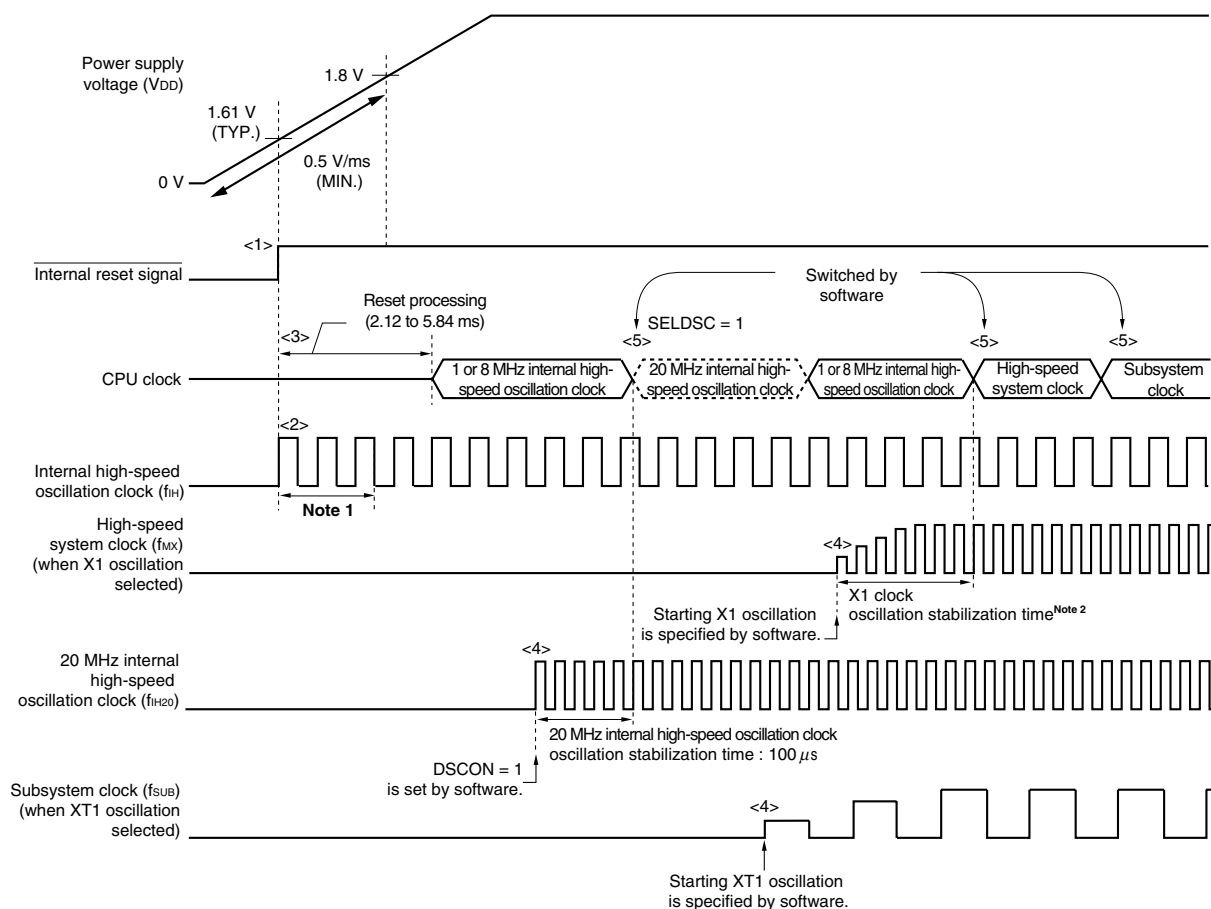 Power supply
voltage (VDD)
1.8 V
1.61 V
(TYP.)
0.5 V/ms
(MIN.)
0 V
<1>
Internal reset signal
Switched by
software
Reset processing
(2.12 to 5.84 ms)
<3>
<5>
SELDSC = 1
<5>
<5>
CPU clock
1 or 8 MHz internal high-
speed oscillation clock
20 MHz internal high-
speed oscillation clock
1 or 8 MHz internal high-
speed oscillation clock
High-speed
system clock
Subsystem
clock
<2>
Internal high-speed
oscillation clock (fIH)
Note 1
High-speed
system clock (fMX)
(when X1 oscillation
selected)
<4>
X1 clock
oscillation stabilization timeNote 2
Starting X1 oscillation
is specified by software.
20 MHz internal
high-speed
oscillation clock (fIH20)
<4>
20 MHz internal high-speed oscillation clock
oscillation stabilization time : 100 μs
DSCON = 1
is set by software.
Subsystem clock (fSUB)
(when XT1 oscillation
selected)
<4>
Starting XT1 oscillation
is specified by software.